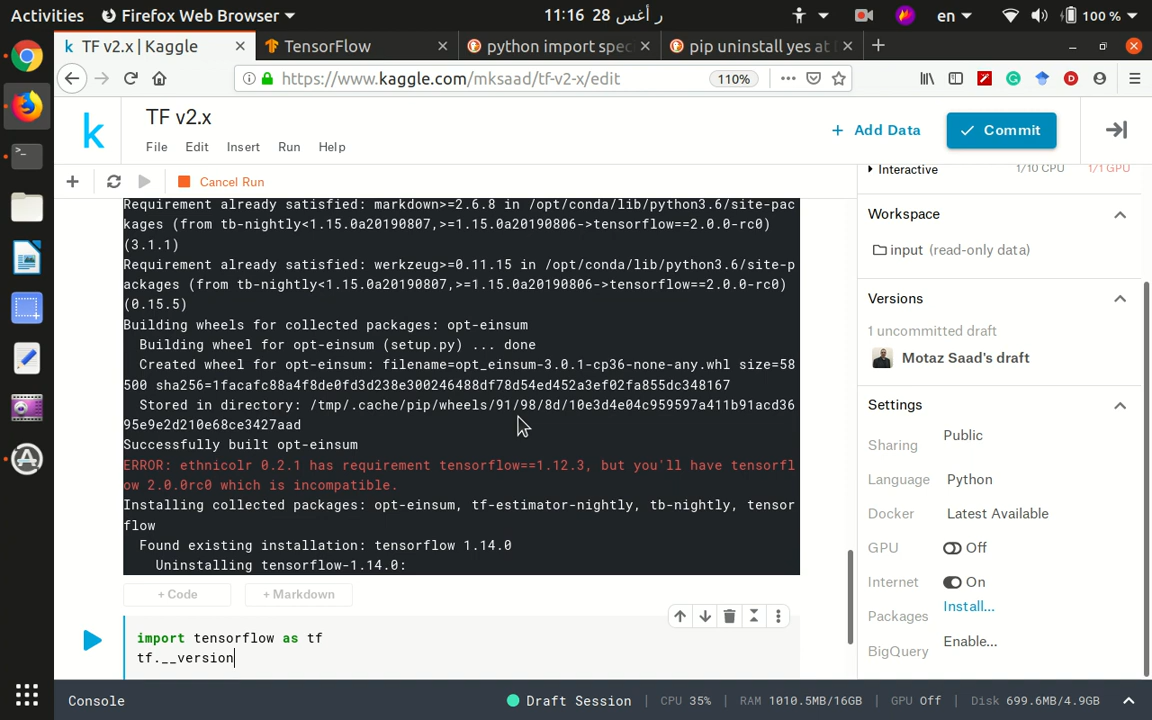 Activities Firefox Web Browser ر أغس 28 11:16 en 100 %
TF v2.x | Kaggle TensorFlow python import spec pip uninstall yes at
https://www.kaggle.com/mksaad/tf-v2-x/edit 110%
TF v2.x
File Edit Insert Run Help
+ Add Data
Commit
Cancel Run
Interactive 1/10 CPU 1/1 GPU
Requirement already satisfied: markdown>=2.6.8 in /opt/conda/lib/python3.6/site-pac
kages (from tb-nightly<1.15.0a20190807,>=1.15.0a20190806->tensorflow==2.0.0-rc0)
(3.1.1)
Requirement already satisfied: werkzeug>=0.11.15 in /opt/conda/lib/python3.6/site-p
ackages (from tb-nightly<1.15.0a20190807,>=1.15.0a20190806->tensorflow==2.0.0-rc0)
(0.15.5)
Building wheels for collected packages: opt-einsum
Building wheel for opt-einsum (setup.py) ... done
Created wheel for opt-einsum: filename=opt_einsum-3.0.1-cp36-none-any.whl size=58
500 sha256=1facafc88a4f8de0fd3d238e300246488df78d54ed452a3ef02fa855dc348167
Stored in directory: /tmp/.cache/pip/wheels/91/98/8d/10e3d4e04c959597a411b91acd36
95e9e2d210e68ce3427aad
Successfully built opt-einsum
ERROR: ethnicolr 0.2.1 has requirement tensorflow==1.12.3, but you'll have tensorfl
ow 2.0.0rc0 which is incompatible.
Installing collected packages: opt-einsum, tf-estimator-nightly, tb-nightly, tensor
flow
Found existing installation: tensorflow 1.14.0
Uninstalling tensorflow-1.14.0:
+ Code + Markdown
import tensorflow as tf
tf.__version
Workspace
input (read-only data)
Versions
1 uncommitted draft
Motaz Saad's draft
Settings
Sharing Public
Language Python
Docker Latest Available
GPU Off
Internet On
Packages Install...
BigQuery Enable...
Console Draft Session | CPU 35% | RAM 1010.5MB/16GB | GPU Off | Disk 699.6MB/4.9GB